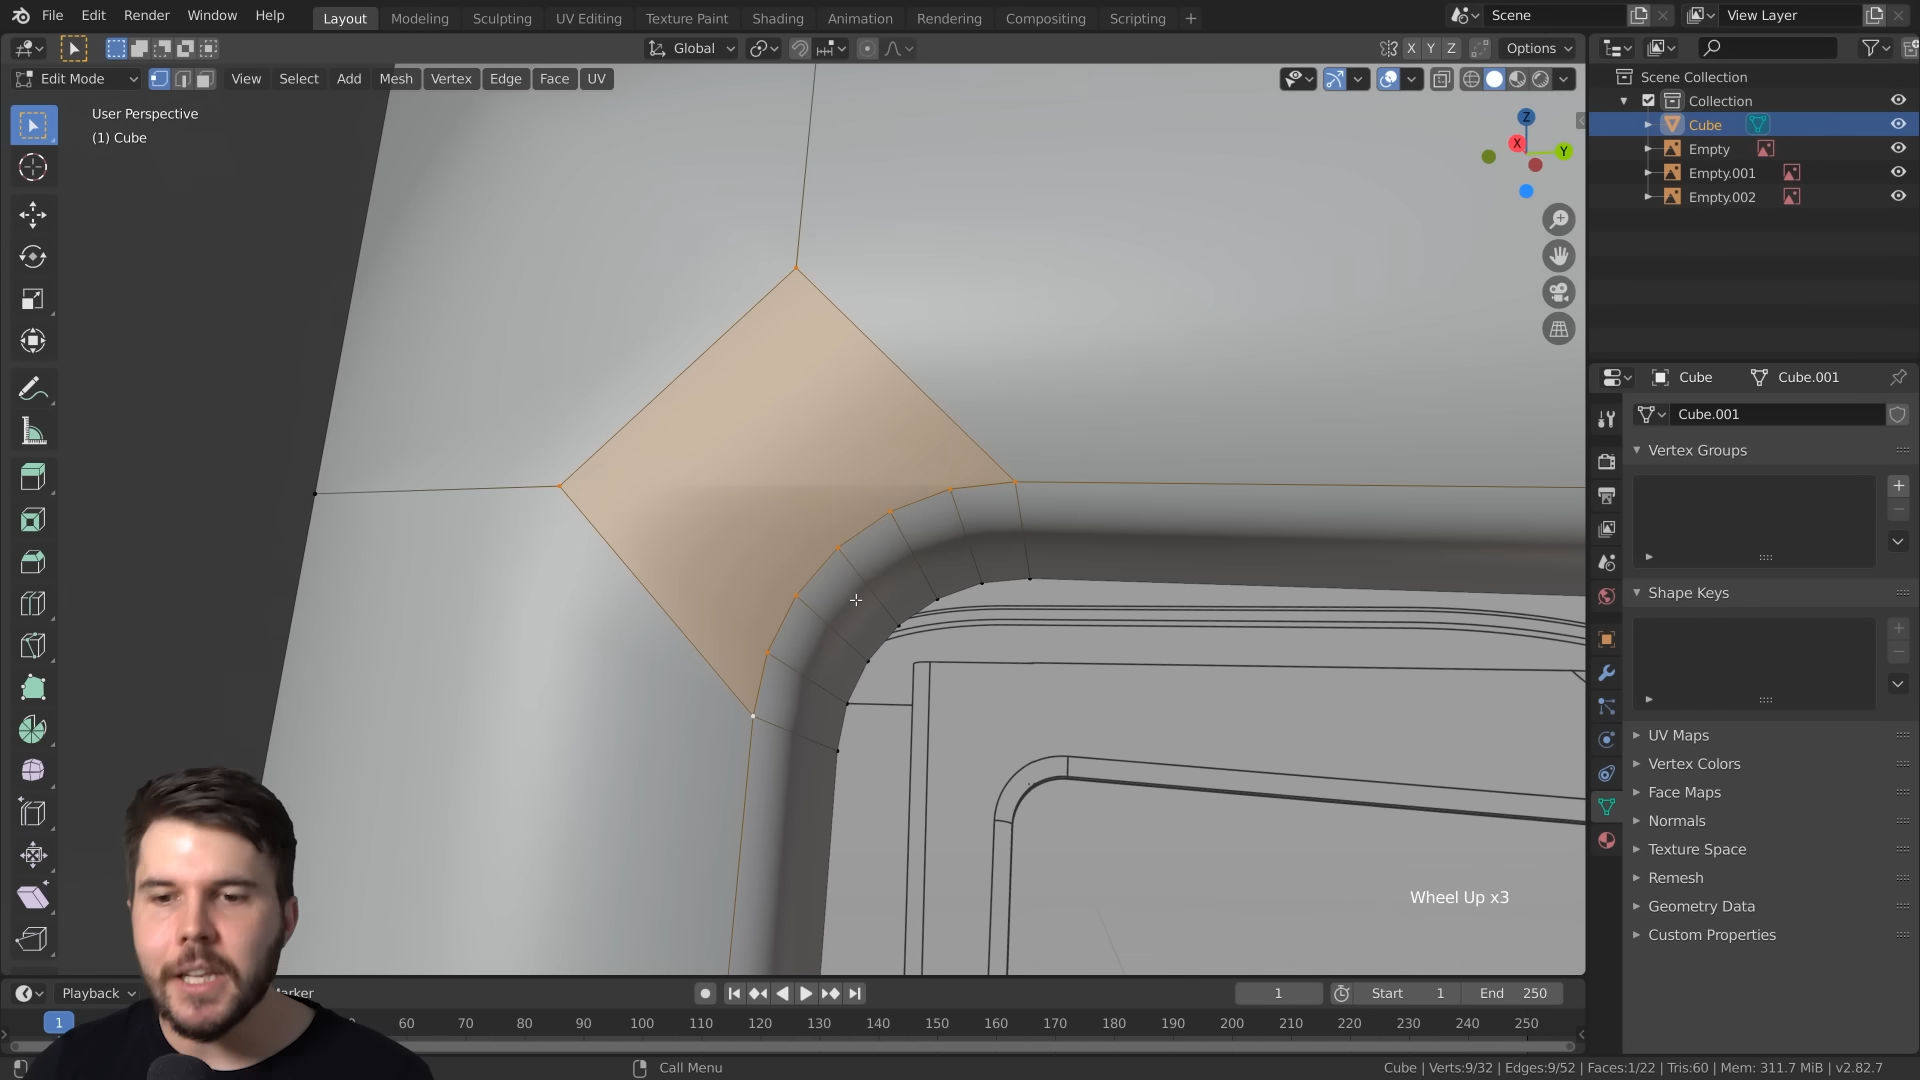 File Edit Render Window Help Layout Modeling Sculpting UV Editing Texture Paint Shading Animation Rendering Compositing Scripting + Scene View Layer
Global X Y Z Options
Edit Mode View Select Add Mesh Vertex Edge Face UV
Scene Collection
Collection
Cube
Empty
Empty.001
Empty.002
User Perspective
(1) Cube
Z
X
Y
Cube Cube.001
Cube.001
Vertex Groups
Shape Keys
UV Maps
Vertex Colors
Face Maps
Normals
Texture Space
Remesh
Geometry Data
Custom Properties
Wheel Up x3
Playback 1 Start 1 End 250
1 60 70 80 90 100 110 120 130 140 150 160 170 180 190 200 210 220 230 240 250
Call Menu
Cube | Verts:9/32 | Edges:9/52 | Faces:1/22 | Tris:60 | Mem: 311.7 MiB | v2.82.7